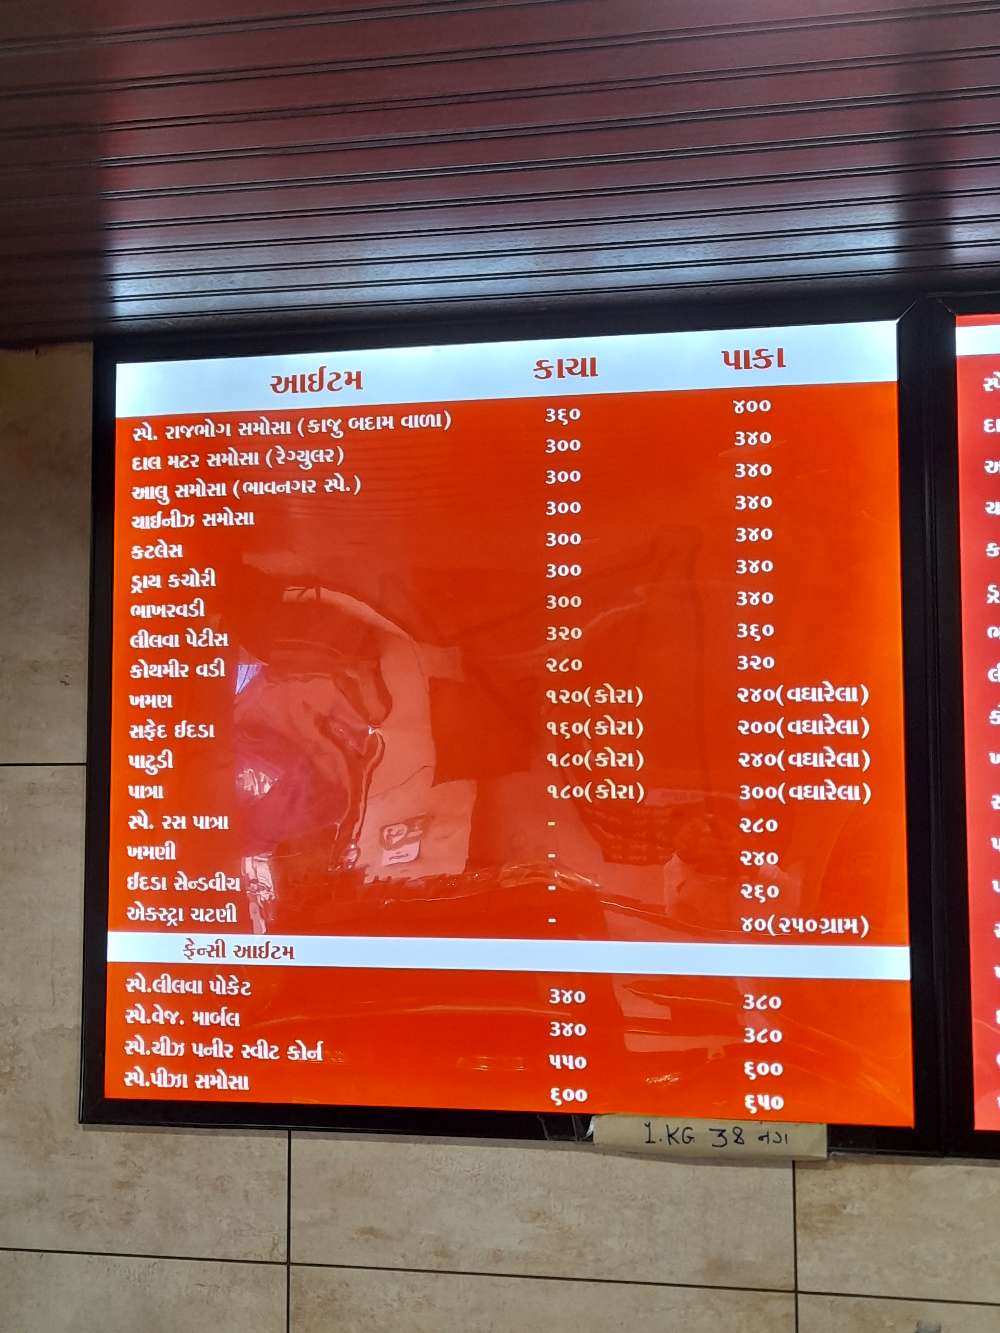 આઈટમ કાચા પાકા
સ્પે. રાજભોગ સમોસા (કાજુ બદામ વાળા) ૩૬૦ ૪૦૦
દાલ મટર સમોસા (રેગ્યુલર) ૩૦૦ ૩૪૦
આલુ સમોસા (ભાવનગર સ્પે.) ૩૦૦ ૩૪૦
ચાઈનીઝ સમોસા ૩૦૦ ૩૪૦
કટલેસ ૩૦૦ ૩૪૦
ડ્રાય કચોરી ૩૦૦ ૩૪૦
ભાખરવડી ૩૦૦ ૩૪૦
લીલવા પેટીસ ૩૨૦ ૩૬૦
કોથમીર વડી ૨૮૦ ૩૨૦
ખમણ ૧૨૦(કોરા) ૨૪૦(વઘારેલા)
સફેદ ઈદડા ૧૬૦(કોરા) ૨૦૦(વઘારેલા)
પાટુડી ૧૮૦(કોરા) ૨૪૦(વઘારેલા)
પાત્રા ૧૮૦(કોરા) ૩૦૦(વઘારેલા)
સ્પે. રસ પાત્રા - ૨૮૦
ખમણી - ૨૪૦
ઈદડા સેન્ડવીચ - ૨૬૦
એકસ્ટ્રા ચટણી - ૪૦(૨૫૦ગ્રામ)
ફેન્સી આઈટમ
સ્પે.લીલવા પોકેટ ૩૪૦ ૩૮૦
સ્પે.વેજ. માર્બલ ૩૪૦ ૩૮૦
સ્પે.ચીઝ પનીર સ્વીટ કોર્ન ૫૫૦ ૬૦૦
સ્પે.પીઝા સમોસા ૬૦૦ ૬૫૦
1.KG 38 નગ